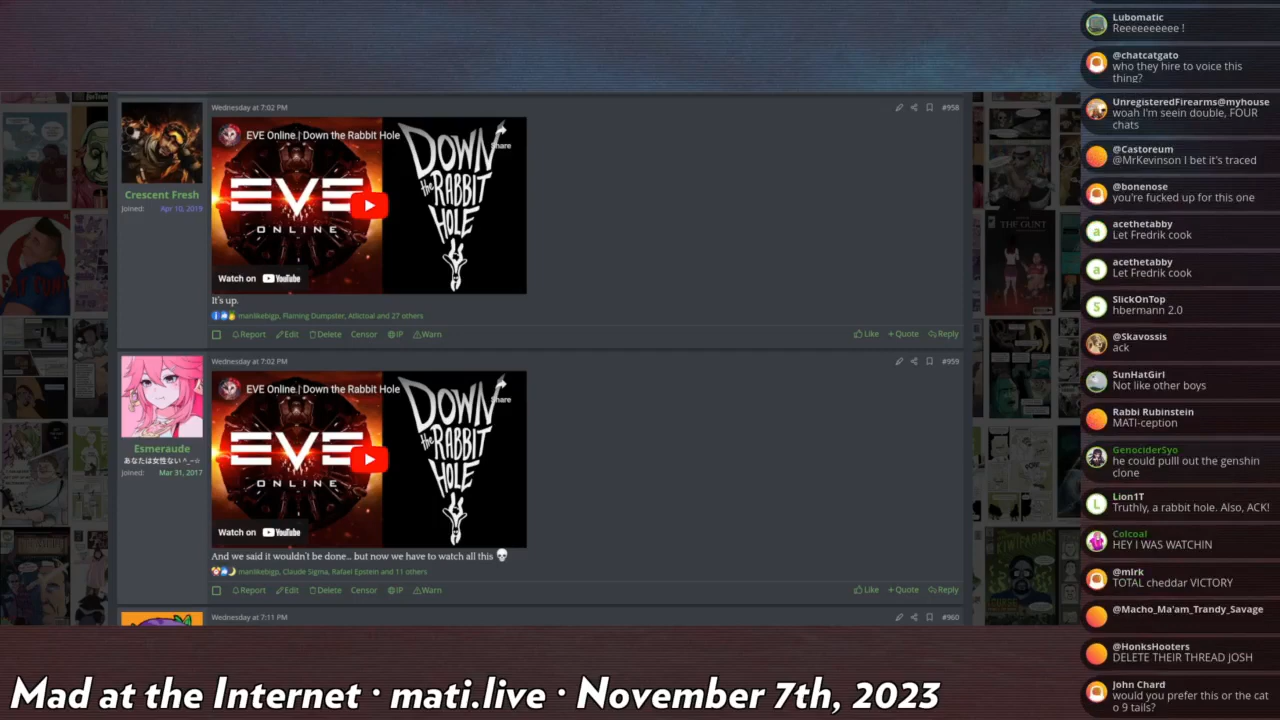 Wednesday at 7:02 PM
#958
EVE Online | Down the Rabbit Hole
Share
EVE
ONLINE
DOWN
the
RABBIT
HOLE
Watch on YouTube
Crescent Fresh
Joined: Apr 10, 2019
It's up.
manlikebigp, Flaming Dumpster, Atlictoal and 27 others
Report Edit Delete Censor IP Warn
Like + Quote Reply
Wednesday at 7:02 PM
#959
EVE Online | Down the Rabbit Hole
Share
EVE
ONLINE
DOWN
the
RABBIT
HOLE
Watch on YouTube
Esmeraude
あなたは女性ない ^_-☆
Joined: Mar 31, 2017
And we said it wouldn't be done... but now we have to watch all this 💀
manlikebigp, Claude Sigma, Rafael Epstein and 11 others
Report Edit Delete Censor IP Warn
Like + Quote Reply
Wednesday at 7:11 PM
#960
THE GUNT
Lubomatic
Reeeeeeeeee !
@chatcatgato
who they hire to voice this
thing?
UnregisteredFirearms@myhouse
woah I'm seein double, FOUR
chats
@Castoreum
@MrKevinson I bet it's traced
@bonenose
you're fucked up for this one
acethetabby
Let Fredrik cook
acethetabby
Let Fredrik cook
SlickOnTop
hbermann 2.0
@Skavossis
ack
SunHatGirl
Not like other boys
Rabbi Rubinstein
MATI-ception
GenociderSyo
he could pulll out the genshin
clone
Lion1T
Truthly, a rabbit hole. Also, ACK!
Colcoal
HEY I WAS WATCHIN
@mlrk
TOTAL cheddar VICTORY
@Macho_Ma'am_Trandy_Savage
@HonksHooters
DELETE THEIR THREAD JOSH
John Chard
would you prefer this or the cat
o 9 tails?
Mad at the Internet · mati.live · November 7th, 2023